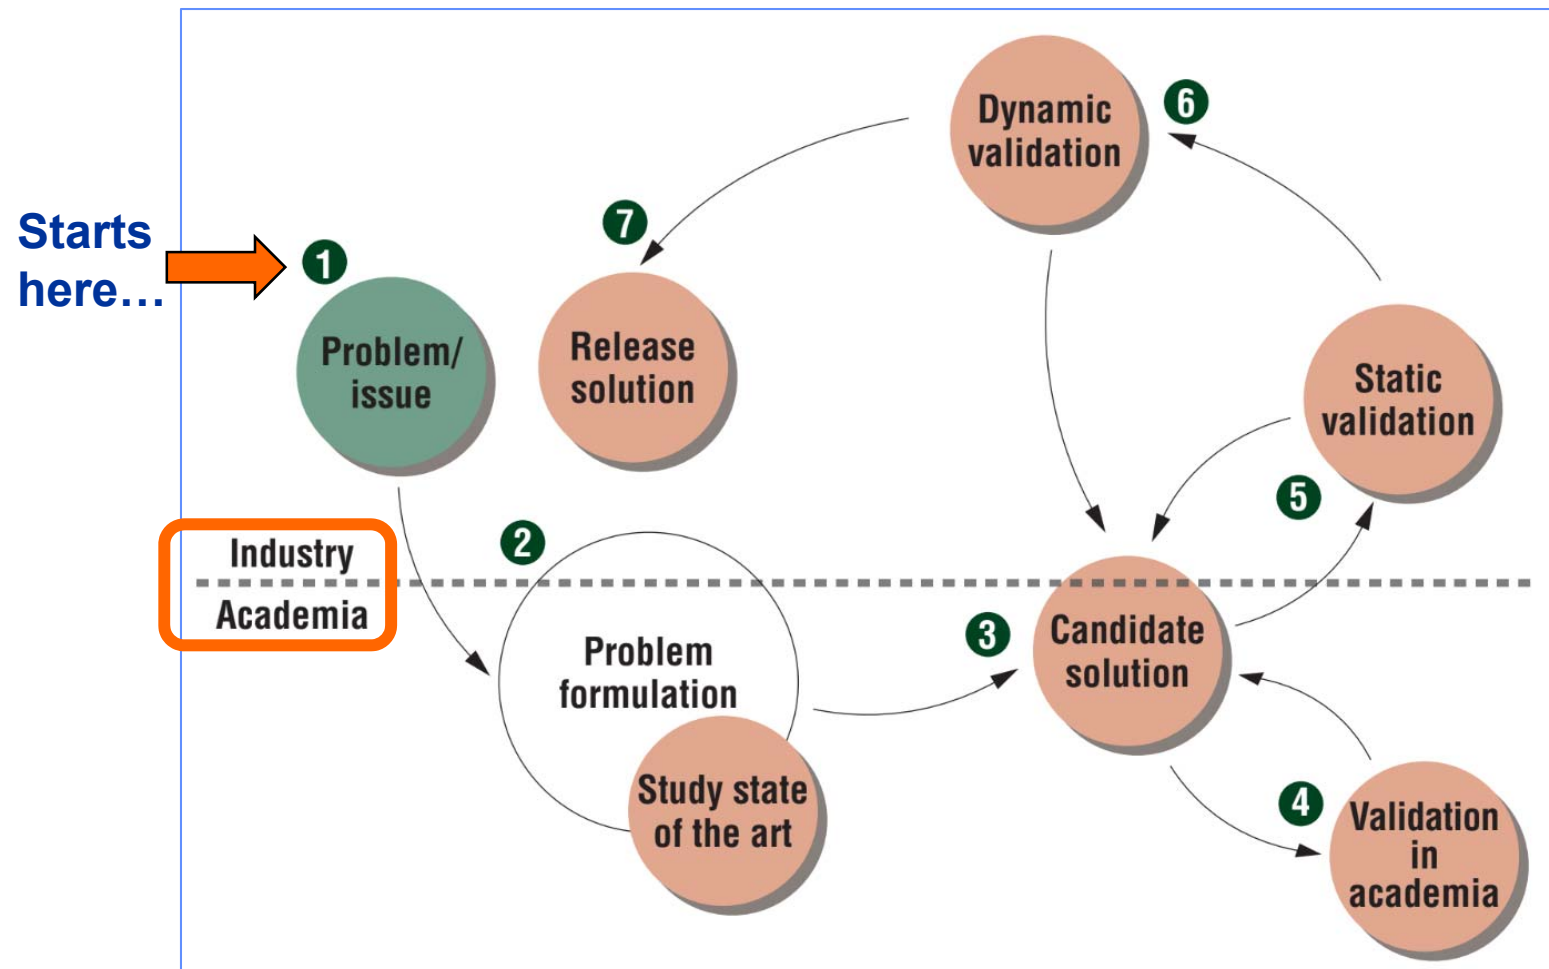 Starts
here…
1
Problem/
issue
7
Release
solution
Dynamic
validation
6
Static
validation
5
Industry
Academia
2
Problem
formulation
Study state
of the art
3
Candidate
solution
4
Validation
in
academia